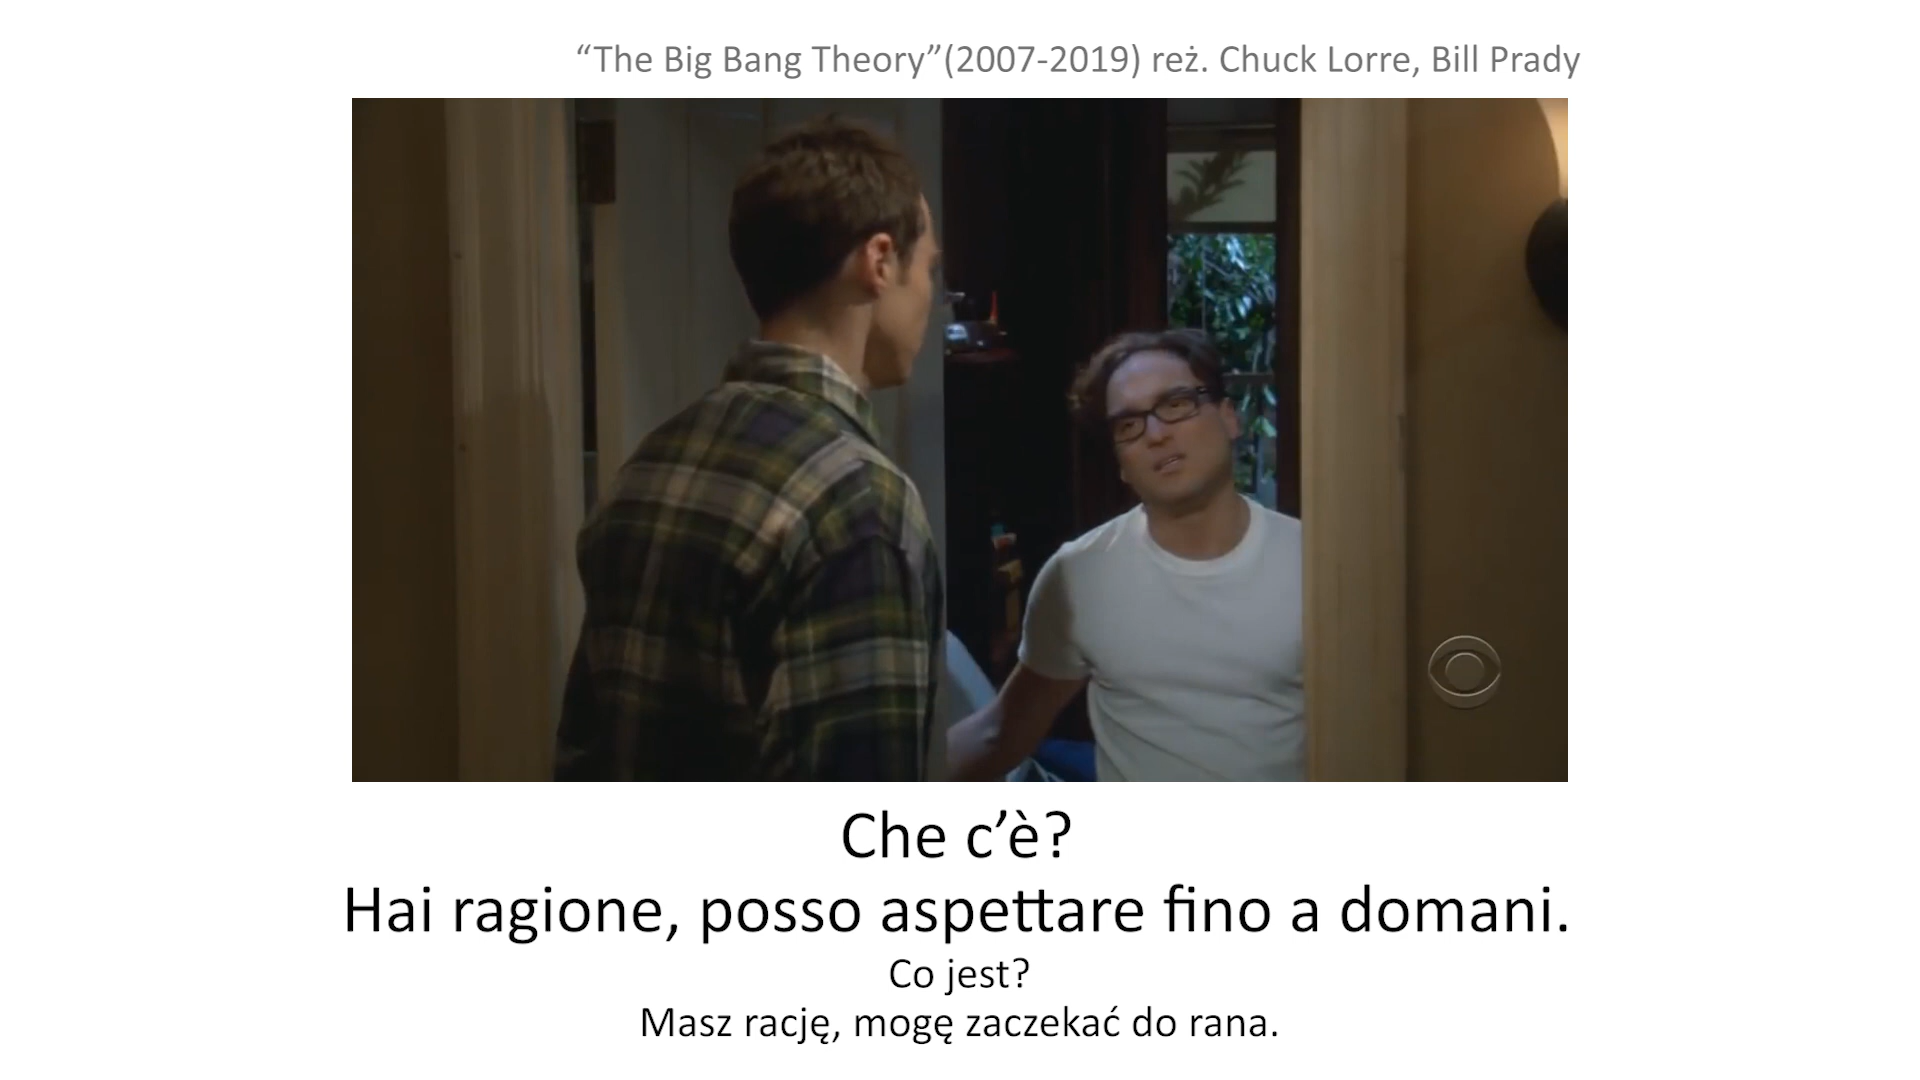 “The Big Bang Theory”(2007-2019) reż. Chuck Lorre, Bill Prady
Che c’è?
Hai ragione, posso aspettare fino a domani.
Co jest?
Masz rację, mogę zaczekać do rana.